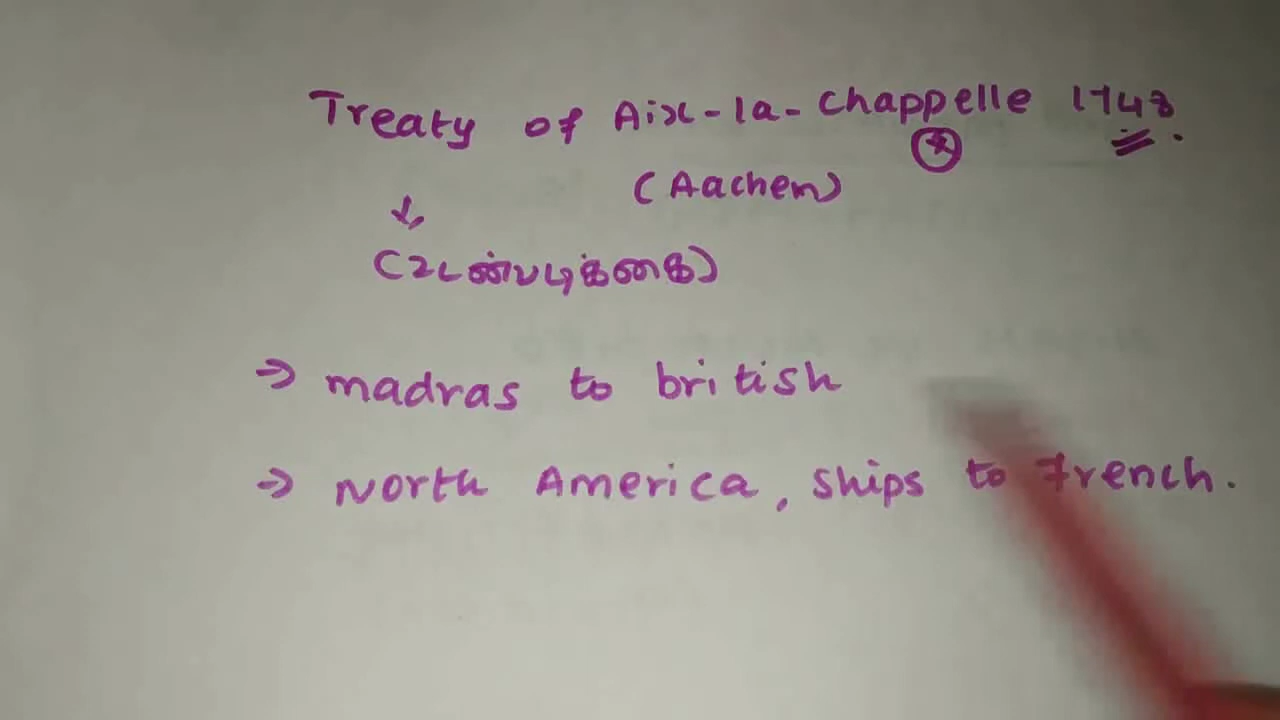 Treaty of Aix-la-Chappelle 1748.
(Aachen)
(உடன்படிக்கை)
→ madras to british
→ North America, ships to French.